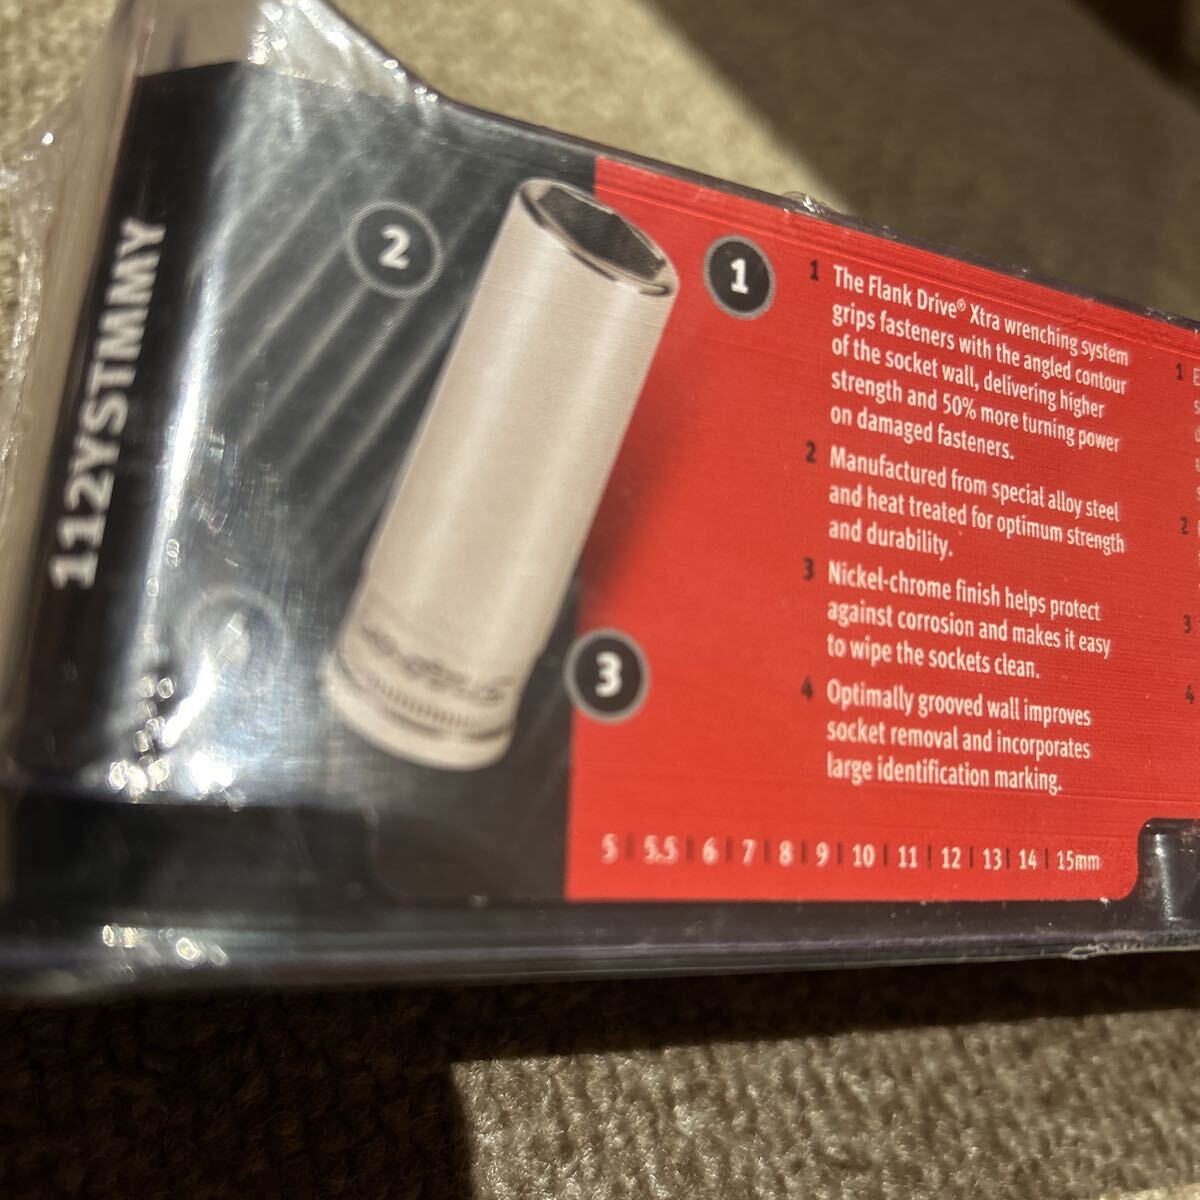 112YSTMMY
2
1
3
1 The Flank Drive® Xtra wrenching system
grips fasteners with the angled contour
of the socket wall, delivering higher
strength and 50% more turning power
on damaged fasteners.
2 Manufactured from special alloy steel
and heat treated for optimum strength
and durability.
3 Nickel-chrome finish helps protect
against corrosion and makes it easy
to wipe the sockets clean.
4 Optimally grooved wall improves
socket removal and incorporates
large identification marking.
5 | 5.5 | 6 | 7 | 8 | 9 | 10 | 11 | 12 | 13 | 14 | 15mm
1
2
3
4